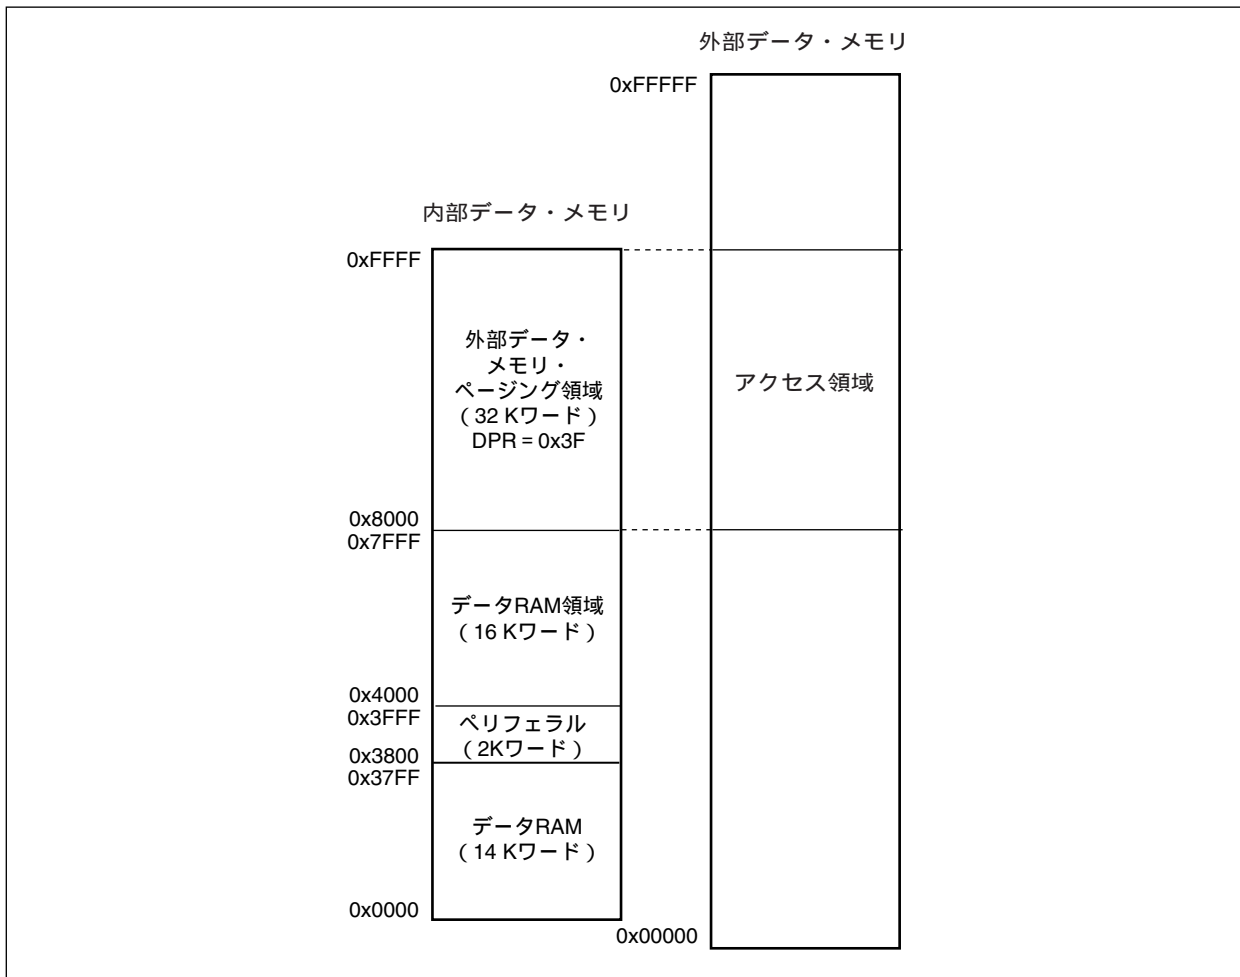 外部データ・メモリ
0xFFFFF
内部データ・メモリ
0xFFFF
外部データ・
メモリ・
ページング領域
（32 Kワード）
DPR = 0x3F
アクセス領域
0x8000
0x7FFF
データRAM領域
（16 Kワード）
0x4000
0x3FFF
ペリフェラル
（2Kワード）
0x3800
0x37FF
データRAM
（14 Kワード）
0x0000
0x00000